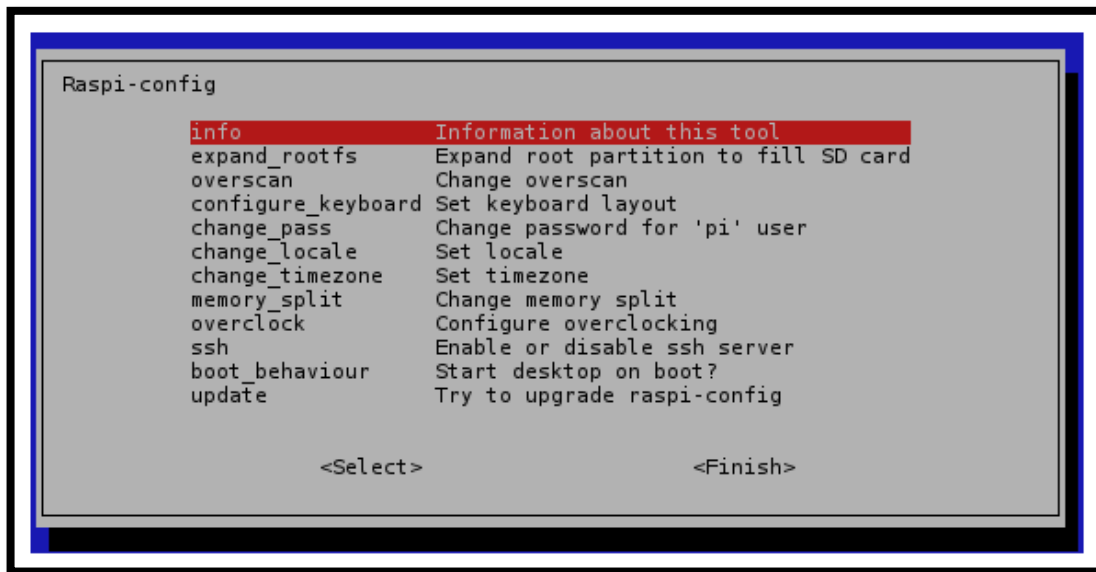 Raspi-config
info Information about this tool
expand_rootfs Expand root partition to fill SD card
overscan Change overscan
configure_keyboard Set keyboard layout
change_pass Change password for 'pi' user
change_locale Set locale
change_timezone Set timezone
memory_split Change memory split
overclock Configure overclocking
ssh Enable or disable ssh server
boot_behaviour Start desktop on boot?
update Try to upgrade raspi-config
<Select> <Finish>